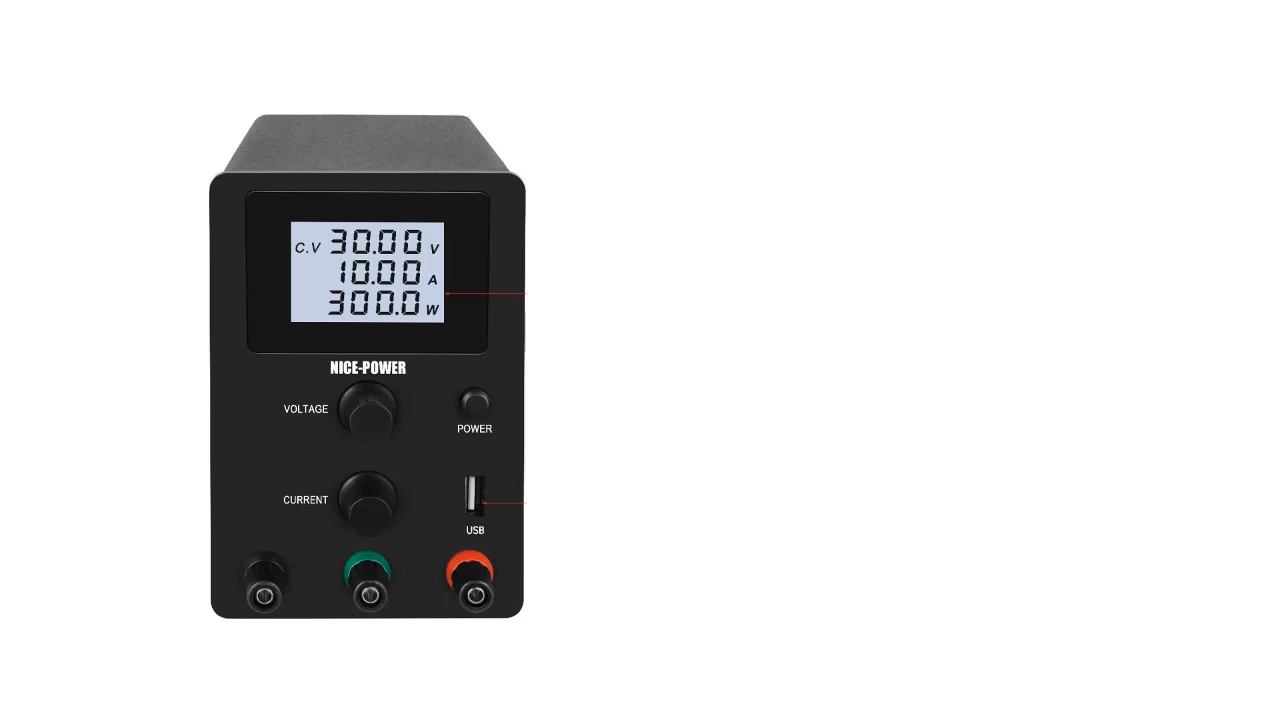 C.V 30.00 V
10.00 A
300.0 W
NICE-POWER
VOLTAGE
POWER
CURRENT
USB